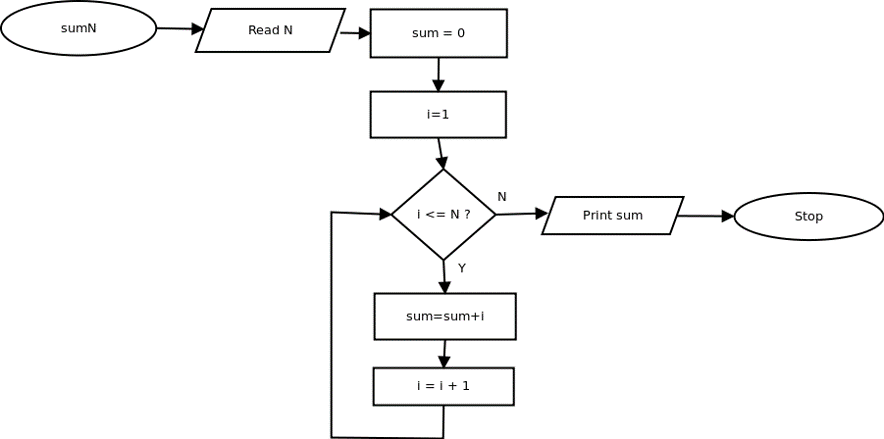 sumN
Read N
sum = 0
i=1
i <= N ?
N
Print sum
Stop
Y
sum=sum+i
i = i + 1